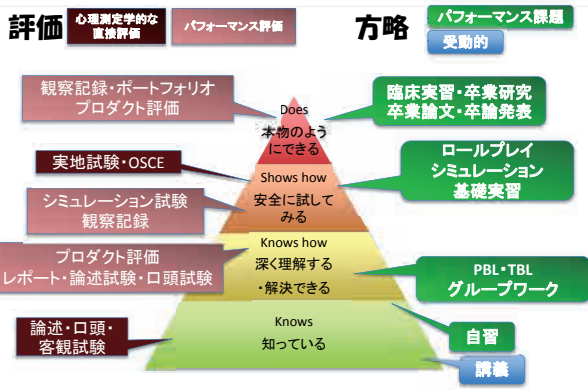 評価
心理測定学的な
直接評価
パフォーマンス評価
方略
パフォーマンス課題
受動的
観察記録・ポートフォリオ
プロダクト評価
Does
本物のよう
にできる
臨床実習・卒業研究
卒業論文・卒論発表
実地試験・OSCE
Shows how
安全に試して
みる
ロールプレイ
シミュレーション
基礎実習
シミュレーション試験
観察記録
Knows how
深く理解する
・解決できる
プロダクト評価
レポート・論述試験・口頭試験
PBL・TBL
グループワーク
論述・口頭・
客観試験
Knows
知っている
自習
講義